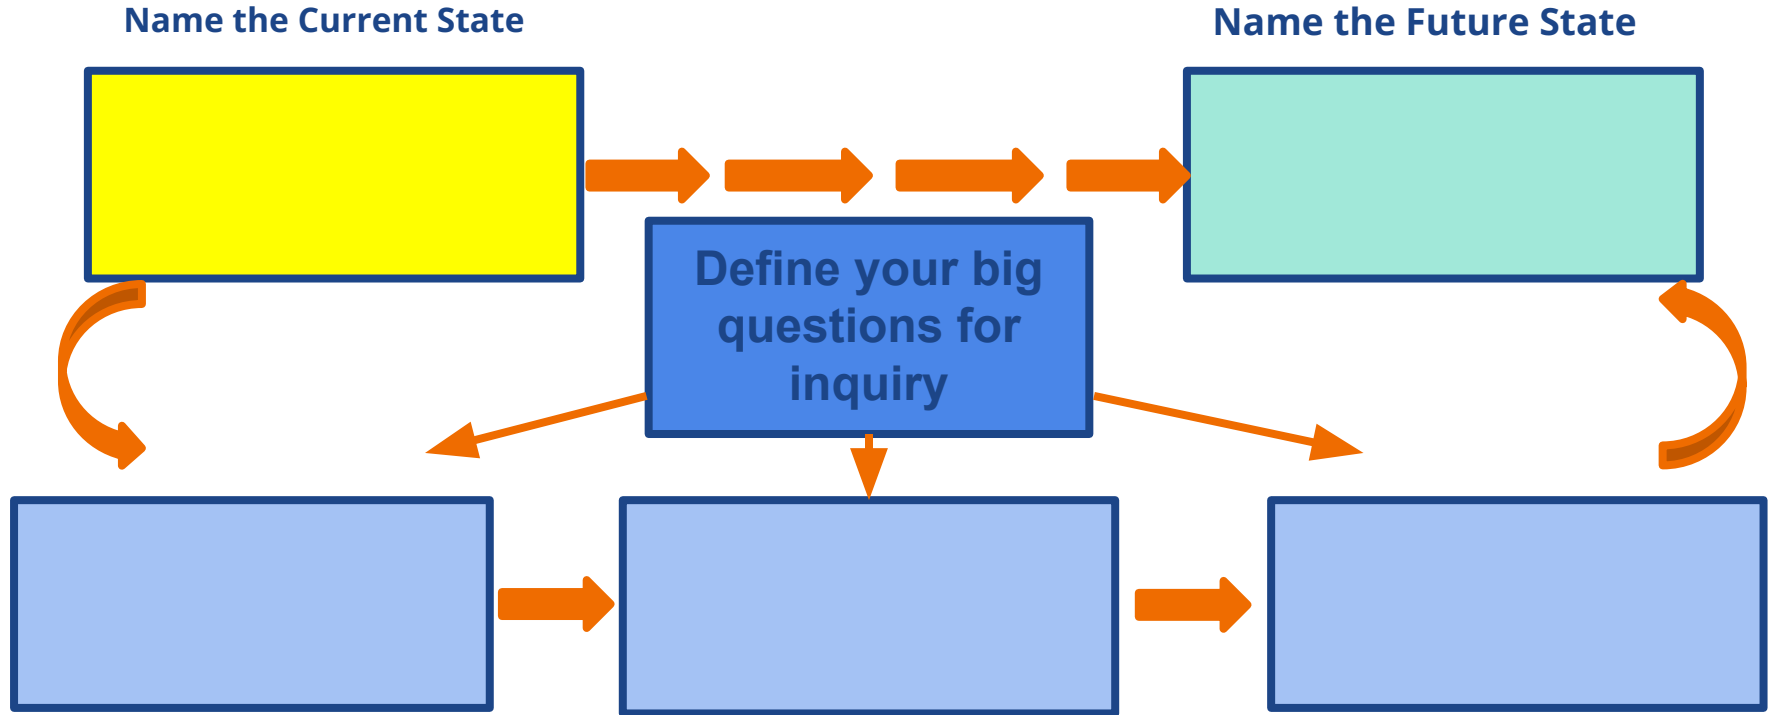 Name the Current State
Name the Future State
Define your big
questions for
inquiry